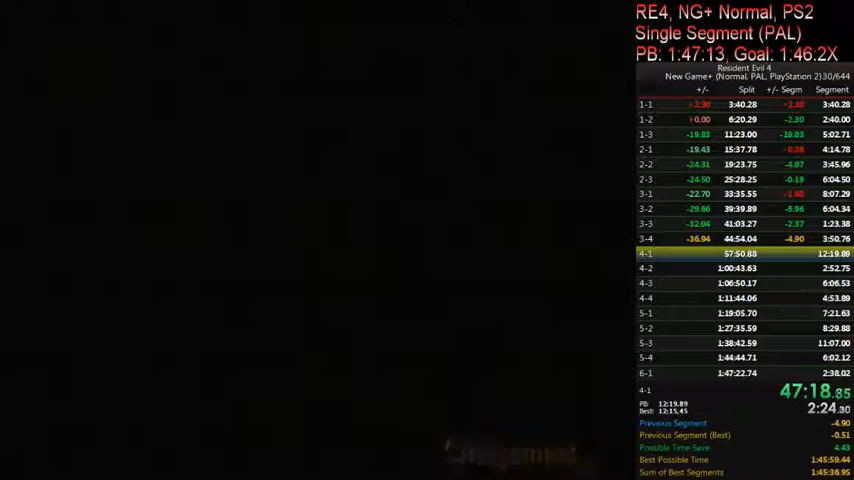 RE4, NG+ Normal, PS2
Single Segment (PAL)
PB: 1:47:13, Goal: 1:46:2X
Resident Evil 4
New Game+ (Normal, PAL, PlayStation 2) 30/644
+/- Split +/- Segm Segment
1-1 +2.30 3:40.28 +2.30 3:40.28
1-2 +0.00 6:20.29 -2.30 2:40.00
1-3 -19.83 11:23.00 -19.83 5:02.71
2-1 -19.43 15:37.78 +0.38 4:14.78
2-2 -24.31 19:23.75 -4.87 3:45.96
2-3 -24.50 25:28.25 -0.19 6:04.50
3-1 -22.70 33:35.55 +1.80 8:07.29
3-2 -29.66 39:39.89 -6.96 6:04.34
3-3 -32.04 41:03.27 -2.37 1:23.38
3-4 -36.94 44:54.04 -4.90 3:50.76
4-1 57:50.88 12:19.89
4-2 1:00:43.63 2:52.75
4-3 1:06:50.17 6:06.53
4-4 1:11:44.06 4:53.89
5-1 1:19:05.70 7:21.63
5-2 1:27:35.59 8:29.88
5-3 1:38:42.59 11:07.00
5-4 1:44:44.71 6:02.12
6-1 1:47:22.74 2:38.02
4-1 47:18.85
PB: 12:19.89
Best: 12:15.45 2:24.30
Previous Segment -4.90
Previous Segment (Best) -0.51
Possible Time Save 4.43
Best Possible Time 1:45:59.44
Sum of Best Segments 1:45:36.95